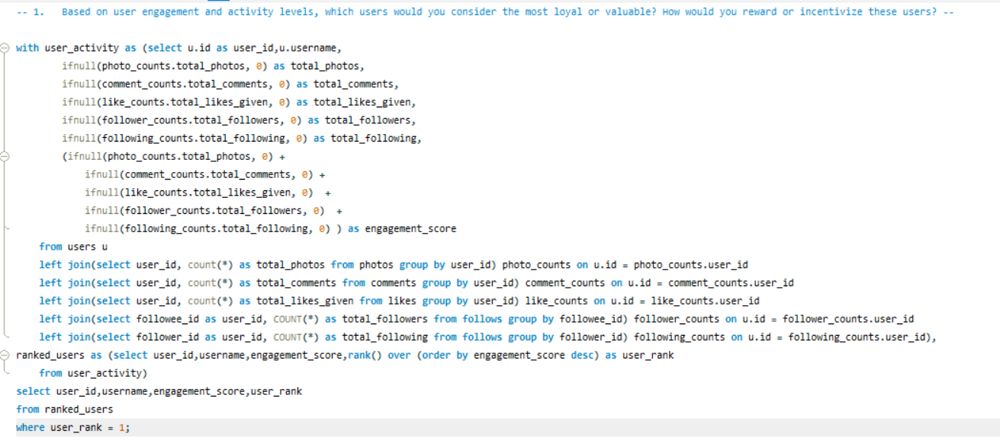 -- 1.   Based on user engagement and activity levels, which users would you consider the most loyal or valuable? How would you reward or incentivize these users? --
with user_activity as (select u.id as user_id,u.username,
ifnull(photo_counts.total_photos, 0) as total_photos,
ifnull(comment_counts.total_comments, 0) as total_comments,
ifnull(like_counts.total_likes_given, 0) as total_likes_given,
ifnull(follower_counts.total_followers, 0) as total_followers,
ifnull(following_counts.total_following, 0) as total_following,
(ifnull(photo_counts.total_photos, 0) +
ifnull(comment_counts.total_comments, 0) +
ifnull(like_counts.total_likes_given, 0)  +
ifnull(follower_counts.total_followers, 0)  +
ifnull(following_counts.total_following, 0) ) as engagement_score
from users u
left join(select user_id, count(*) as total_photos from photos group by user_id) photo_counts on u.id = photo_counts.user_id
left join(select user_id, count(*) as total_comments from comments group by user_id) comment_counts on u.id = comment_counts.user_id
left join(select user_id, count(*) as total_likes_given from likes group by user_id) like_counts on u.id = like_counts.user_id
left join(select followee_id as user_id, COUNT(*) as total_followers from follows group by followee_id) follower_counts on u.id = follower_counts.user_id
left join(select follower_id as user_id, COUNT(*) as total_following from follows group by follower_id) following_counts on u.id = following_counts.user_id),
ranked_users as (select user_id,username,engagement_score,rank() over (order by engagement_score desc) as user_rank
from user_activity)
select user_id,username,engagement_score,user_rank
from ranked_users
where user_rank = 1;